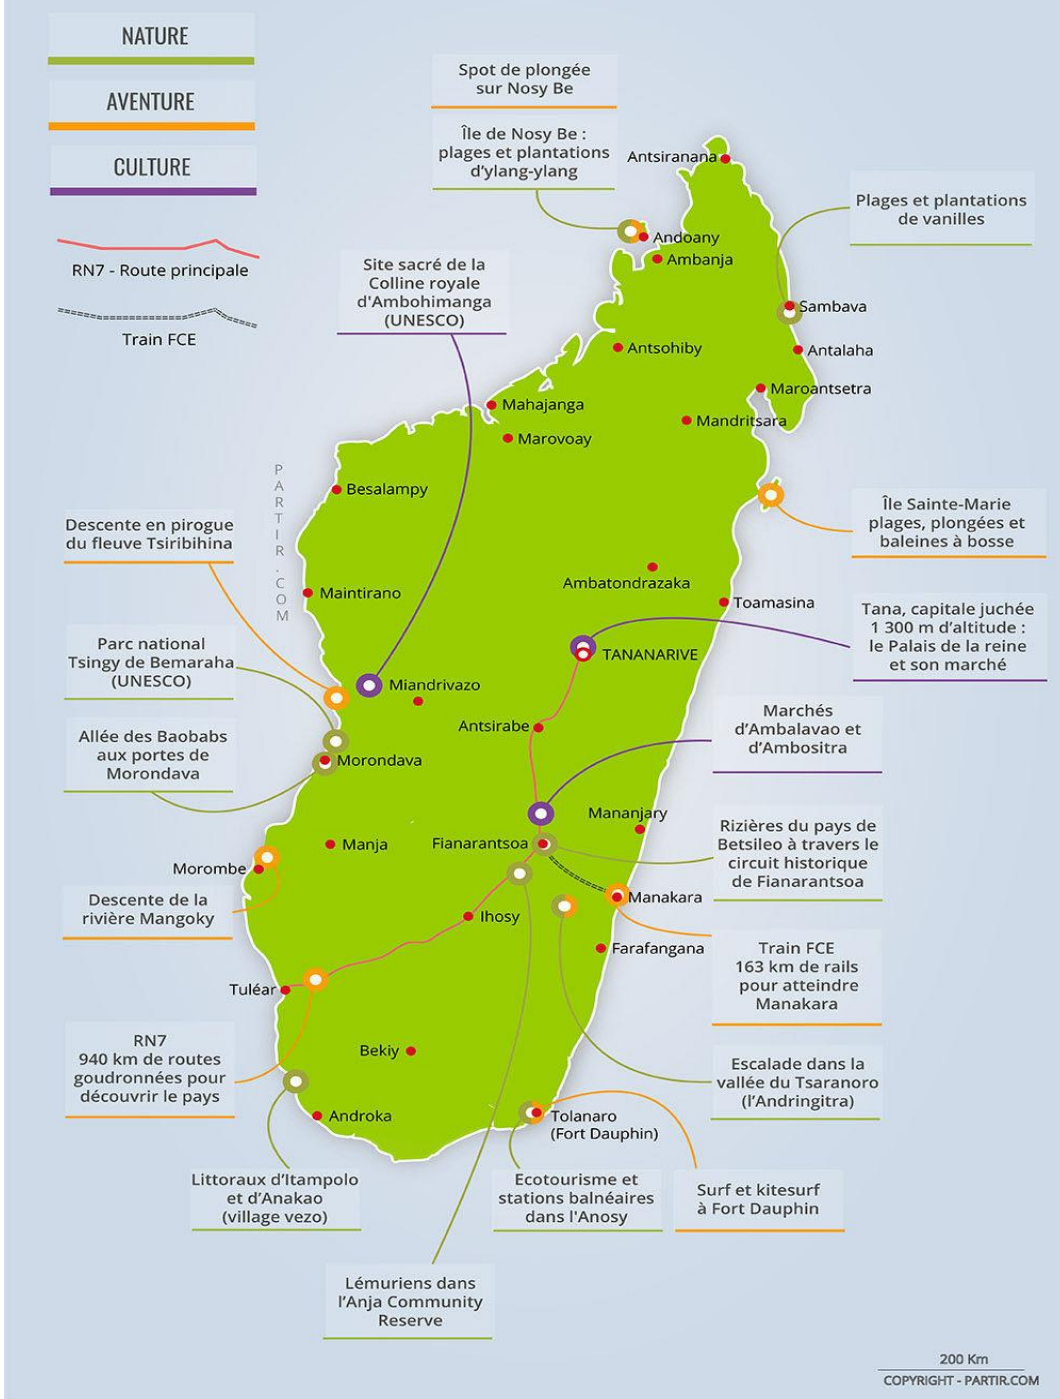 NATURE
AVENTURE
CULTURE
RN7 - Route principale
Train FCE
Spot de plongée
sur Nosy Be
Île de Nosy Be :
plages et plantations
d'ylang-ylang
Antsiranana
Plages et plantations
de vanilles
Andoany
Ambanja
Site sacré de la
Colline royale
d'Ambohimanga
(UNESCO)
Sambava
Antsohiby
Antalaha
Maroantsetra
Mahajanga
Mandritsara
Marovoay
PARTIR.COM
Besalampy
Île Sainte-Marie
plages, plongées et
baleines à bosse
Descente en pirogue
du fleuve Tsiribihina
Ambatondrazaka
Maintirano
Toamasina
Tana, capitale juchée
1 300 m d'altitude :
le Palais de la reine
et son marché
Parc national
Tsingy de Bemaraha
(UNESCO)
TANANARIVE
Miandrivazo
Antsirabe
Marchés
d'Ambalavao et
d'Ambositra
Allée des Baobabs
aux portes de
Morondava
Morondava
Mananjary
Manja
Fianarantsoa
Rizières du pays de
Betsileo à travers le
circuit historique
de Fianarantsoa
Morombe
Descente de la
rivière Mangoky
Manakara
Ihosy
Farafangana
Train FCE
163 km de rails
pour atteindre
Manakara
Tuléar
RN7
940 km de routes
goudronnées pour
découvrir le pays
Bekiy
Escalade dans la
vallée du Tsaranoro
(l'Andringitra)
Androka
Tolanaro
(Fort Dauphin)
Littoraux d'Itampolo
et d'Anakao
(village vezo)
Ecotourisme et
stations balnéaires
dans l'Anosy
Surf et kitesurf
à Fort Dauphin
Lémuriens dans
l'Anja Community
Reserve
200 Km
COPYRIGHT - PARTIR.COM